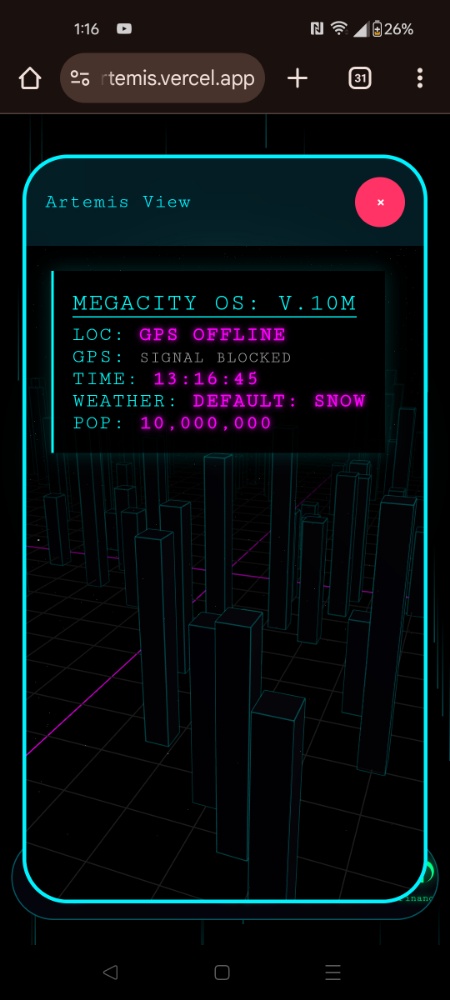 1:16
26%
temis.vercel.app
31
Artemis View
×
MEGACITY OS: V.10M
LOC: GPS OFFLINE
GPS: SIGNAL BLOCKED
TIME: 13:16:45
WEATHER: DEFAULT: SNOW
POP: 10,000,000